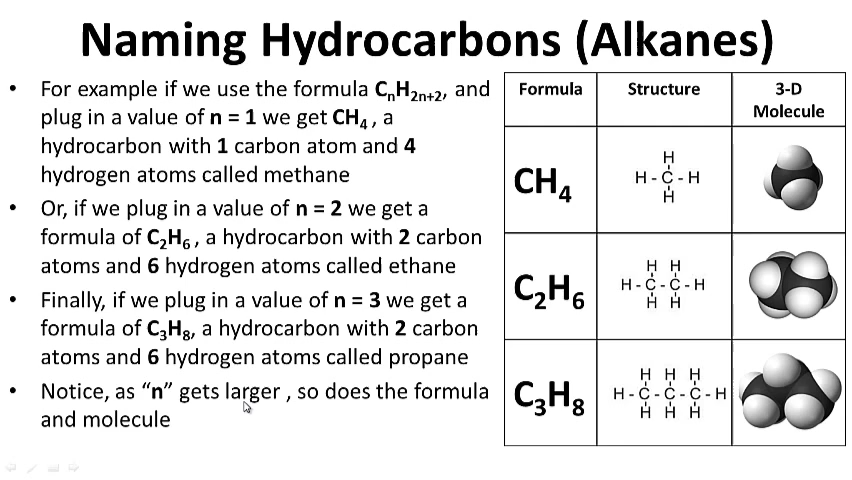 Naming Hydrocarbons (Alkanes)
• For example if we use the formula CₙH₂ₙ₊₂, and
plug in a value of n = 1 we get CH₄ , a
hydrocarbon with 1 carbon atom and 4
hydrogen atoms called methane
• Or, if we plug in a value of n = 2 we get a
formula of C₂H₆ , a hydrocarbon with 2 carbon
atoms and 6 hydrogen atoms called ethane
• Finally, if we plug in a value of n = 3 we get a
formula of C₃H₈, a hydrocarbon with 2 carbon
atoms and 6 hydrogen atoms called propane
• Notice, as “n” gets larger , so does the formula
and molecule
Formula Structure 3-D
Molecule
CH₄
H
H - C - H
H
C₂H₆
H H
H - C - C - H
H H
C₃H₈
H H H
H - C - C - C - H
H H H